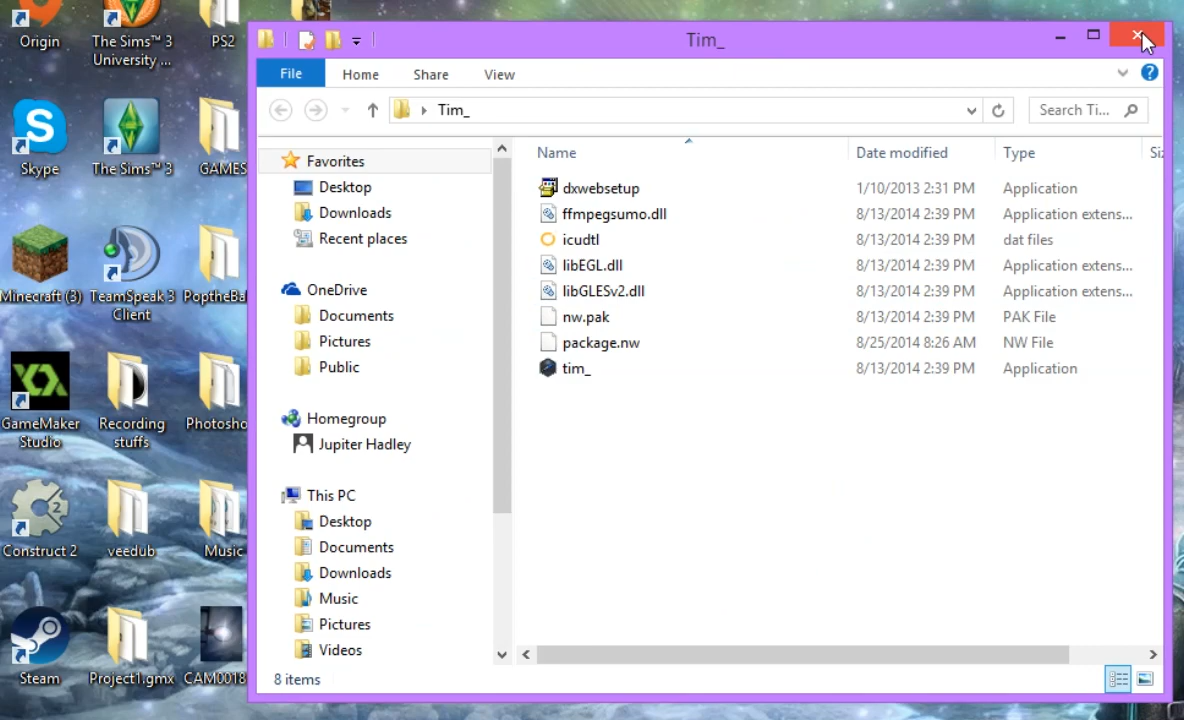 Origin
The Sims™ 3
University ...
PS2
Skype
The Sims™ 3
GAMES
Minecraft (3)
TeamSpeak 3
Client
PoptheBal
GameMaker
Studio
Recording
stuffs
Photosho
Construct 2
veedub
Music
Steam
Project1.gmx
CAM0018
Tim_
File
Home
Share
View
Tim_
Search Ti...
Favorites
Desktop
Downloads
Recent places
OneDrive
Documents
Pictures
Public
Homegroup
Jupiter Hadley
This PC
Desktop
Documents
Downloads
Music
Pictures
Videos
Name Date modified Type Siz
dxwebsetup 1/10/2013 2:31 PM Application
ffmpegsumo.dll 8/13/2014 2:39 PM Application extens...
icudtl 8/13/2014 2:39 PM dat files
libEGL.dll 8/13/2014 2:39 PM Application extens...
libGLESv2.dll 8/13/2014 2:39 PM Application extens...
nw.pak 8/13/2014 2:39 PM PAK File
package.nw 8/25/2014 8:26 AM NW File
tim_ 8/13/2014 2:39 PM Application
8 items